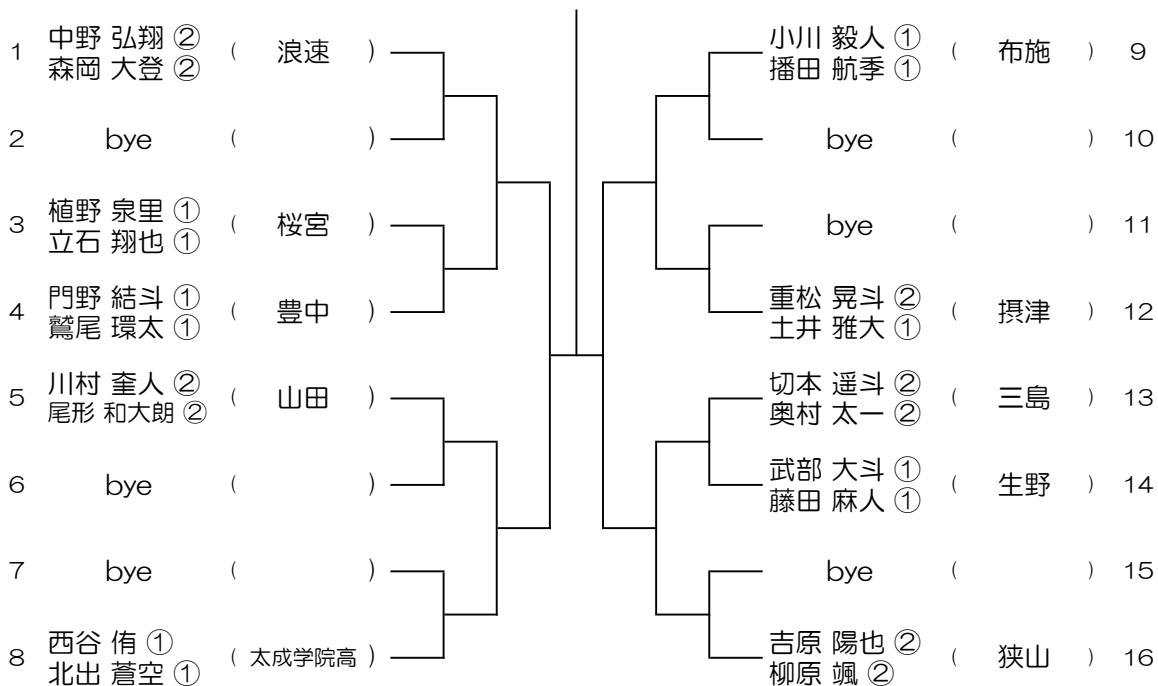 1 中野 弘翔 ② ( 浪速 )
森岡 大登 ②
2 bye ( )
3 植野 泉里 ① ( 桜宮 )
立石 翔也 ①
4 門野 結斗 ① ( 豊中 )
鷲尾 環太 ①
5 川村 奎人 ② ( 山田 )
尾形 和大朗 ②
6 bye ( )
7 bye ( )
8 西谷 侑 ① ( 太成学院高 )
北出 蒼空 ①
小川 毅人 ① ( 布施 ) 9
播田 航季 ①
bye ( ) 10
bye ( ) 11
重松 晃斗 ② ( 摂津 ) 12
土井 雅大 ①
切本 遥斗 ② ( 三島 ) 13
奥村 太一 ②
武部 大斗 ① ( 生野 ) 14
藤田 麻人 ①
bye ( ) 15
吉原 陽也 ② ( 狭山 ) 16
柳原 颯 ②